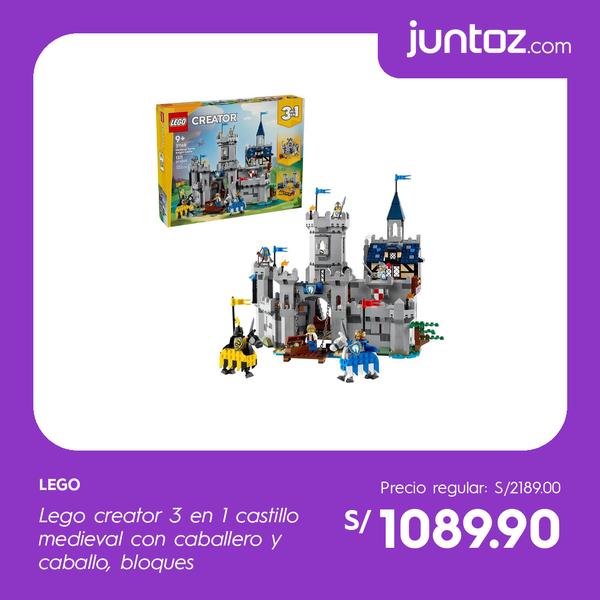 juntoz.com
LEGO CREATOR
3in1
9+
31168
LEGO
Precio regular: S/2189.00
Lego creator 3 en 1 castillo
medieval con caballero y
caballo, bloques
S/ 1089.90